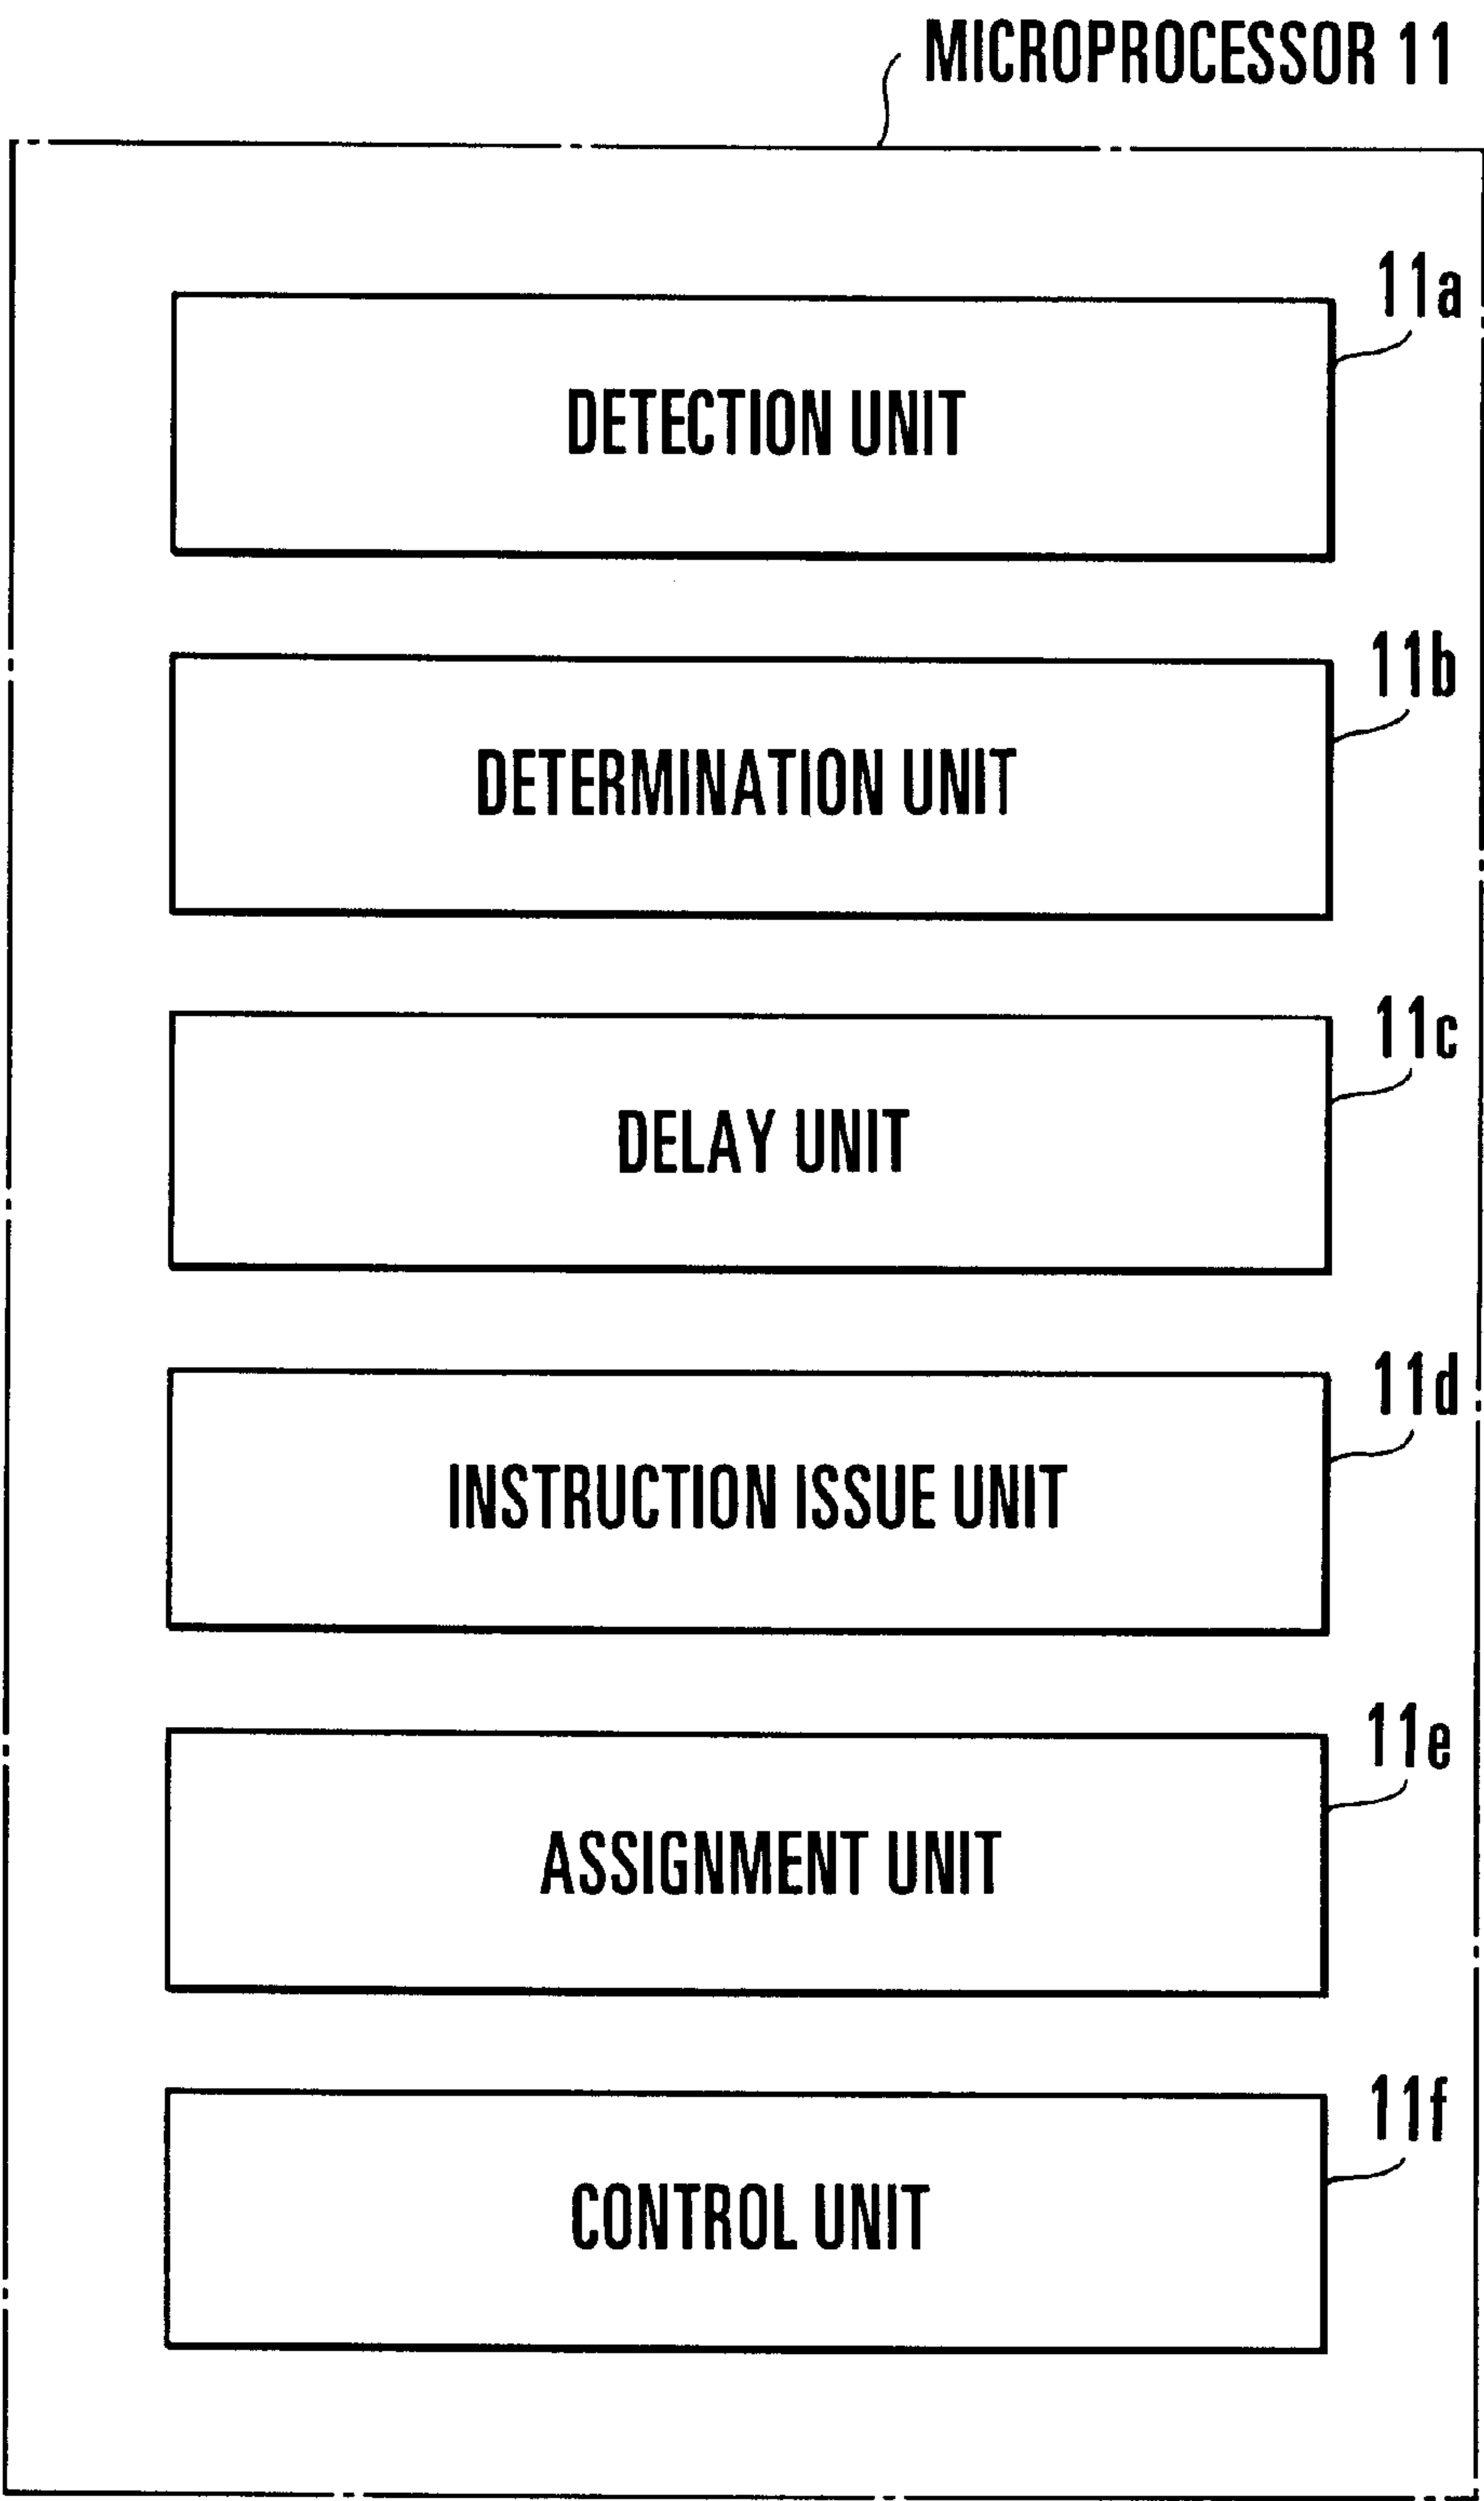 MICROPROCESSOR 11
11a
DETECTION UNIT
11b
DETERMINATION UNIT
11c
DELAY UNIT
11d
INSTRUCTION ISSUE UNIT
11e
ASSIGNMENT UNIT
11f
CONTROL UNIT